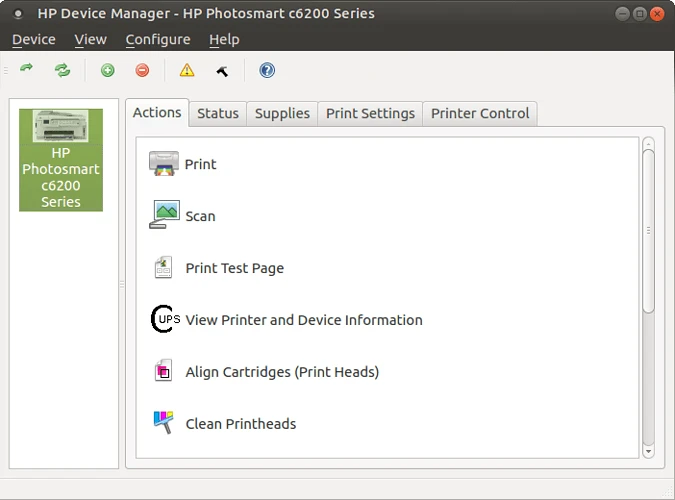 HP Device Manager - HP Photosmart c6200 Series
Device View Configure Help
Actions Status Supplies Print Settings Printer Control
HP
Photosmart
c6200
Series
Print
Scan
Print Test Page
CUPS View Printer and Device Information
Align Cartridges (Print Heads)
Clean Printheads